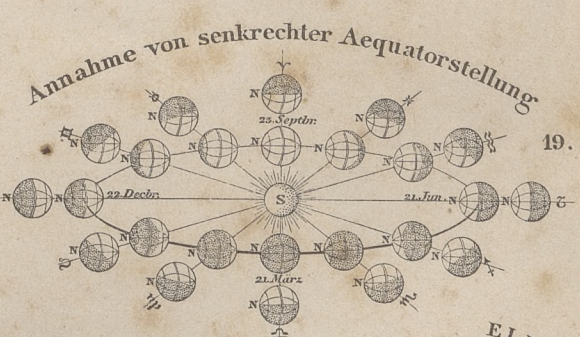 Annahme von senkrechter Aequatorstellung
N
23. Septbr.
N N N N N N N N N
19.
N N 22. Decbr. S 21. Jun. N N
N N N N N N N
21. März
N N N